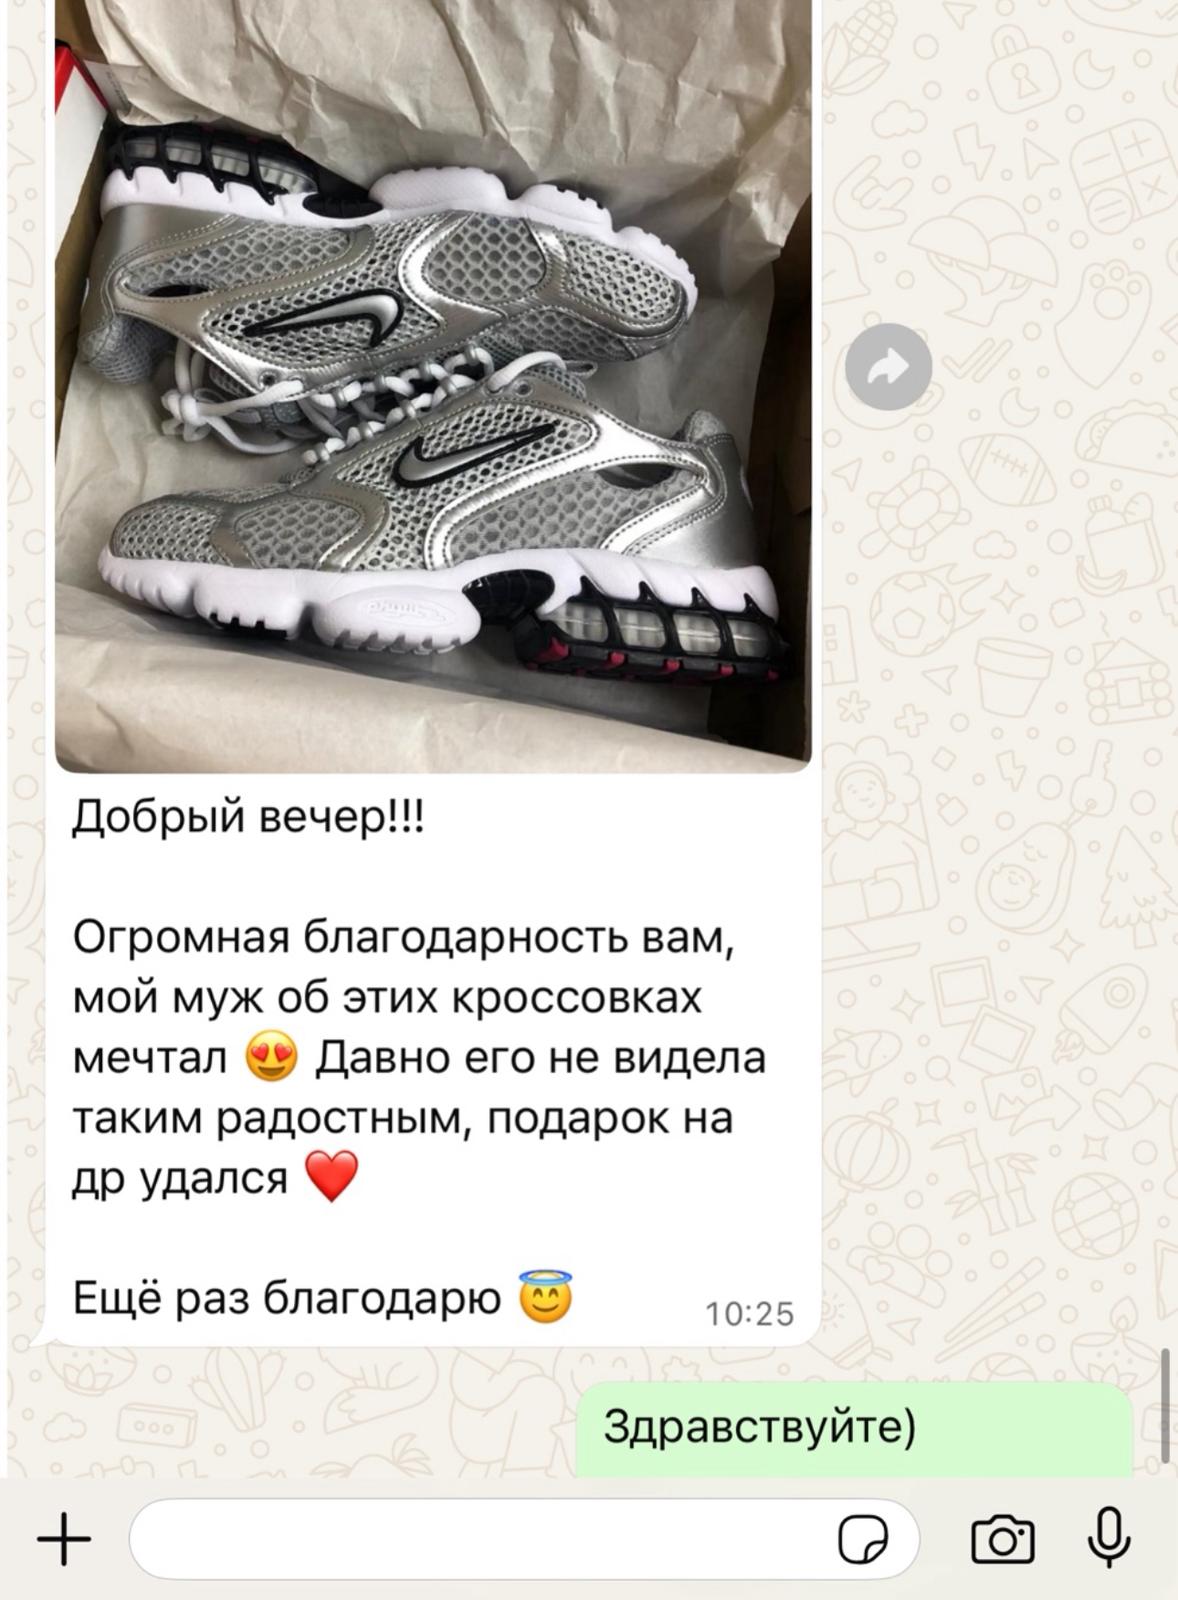 Добрый вечер!!!
Огромная благодарность вам,
мой муж об этих кроссовках
мечтал 😍 Давно его не видела
таким радостным, подарок на
др удался ❤️
Ещё раз благодарю 😇
10:25
Здравствуйте)